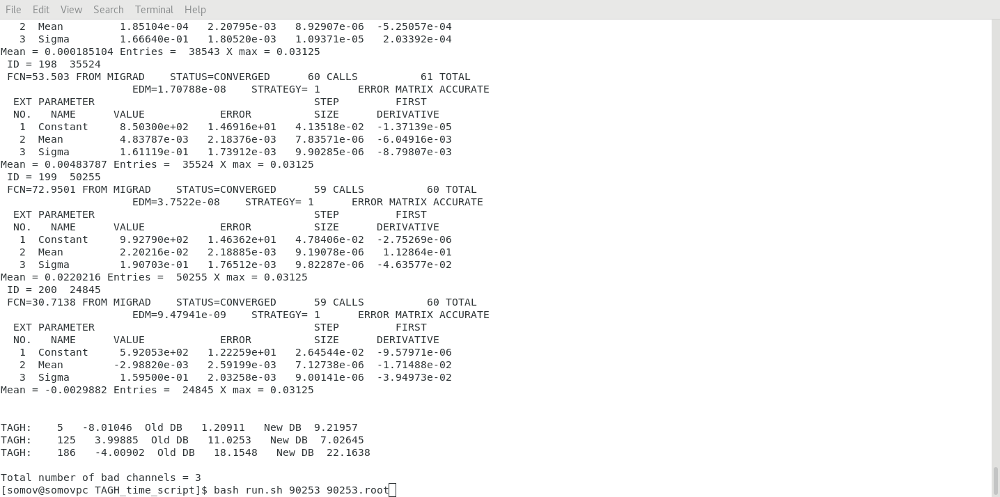 File Edit View Search Terminal Help
2 Mean 1.85104e-04 2.20795e-03 8.92907e-06 -5.25057e-04
3 Sigma 1.66640e-01 1.80520e-03 1.09371e-05 2.03392e-04
Mean = 0.000185104 Entries = 38543 X max = 0.03125
ID = 198 35524
FCN=53.503 FROM MIGRAD STATUS=CONVERGED 60 CALLS 61 TOTAL
EDM=1.70788e-08 STRATEGY= 1 ERROR MATRIX ACCURATE
EXT PARAMETER STEP FIRST
NO. NAME VALUE ERROR SIZE DERIVATIVE
1 Constant 8.50300e+02 1.46916e+01 4.13518e-02 -1.37139e-05
2 Mean 4.83787e-03 2.18376e-03 7.83571e-06 -6.04916e-03
3 Sigma 1.61119e-01 1.73912e-03 9.90285e-06 -8.79807e-03
Mean = 0.00483787 Entries = 35524 X max = 0.03125
ID = 199 50255
FCN=72.9501 FROM MIGRAD STATUS=CONVERGED 59 CALLS 60 TOTAL
EDM=3.7522e-08 STRATEGY= 1 ERROR MATRIX ACCURATE
EXT PARAMETER STEP FIRST
NO. NAME VALUE ERROR SIZE DERIVATIVE
1 Constant 9.92790e+02 1.46362e+01 4.78406e-02 -2.75269e-06
2 Mean 2.20216e-02 2.18885e-03 9.19078e-06 1.12864e-01
3 Sigma 1.90703e-01 1.76512e-03 9.82287e-06 -4.63577e-02
Mean = 0.0220216 Entries = 50255 X max = 0.03125
ID = 200 24845
FCN=30.7138 FROM MIGRAD STATUS=CONVERGED 59 CALLS 60 TOTAL
EDM=9.47941e-09 STRATEGY= 1 ERROR MATRIX ACCURATE
EXT PARAMETER STEP FIRST
NO. NAME VALUE ERROR SIZE DERIVATIVE
1 Constant 5.92053e+02 1.22259e+01 2.64544e-02 -9.57971e-06
2 Mean -2.98820e-03 2.59199e-03 7.12738e-06 -1.71488e-02
3 Sigma 1.59500e-01 2.03258e-03 9.00141e-06 -3.94973e-02
Mean = -0.0029882 Entries = 24845 X max = 0.03125
TAGH: 5 -8.01046 Old DB 1.20911 New DB 9.21957
TAGH: 125 3.99885 Old DB 11.0253 New DB 7.02645
TAGH: 186 -4.00902 Old DB 18.1548 New DB 22.1638
Total number of bad channels = 3
[somov@somovpc TAGH_time_script]$ bash run.sh 90253 90253.root